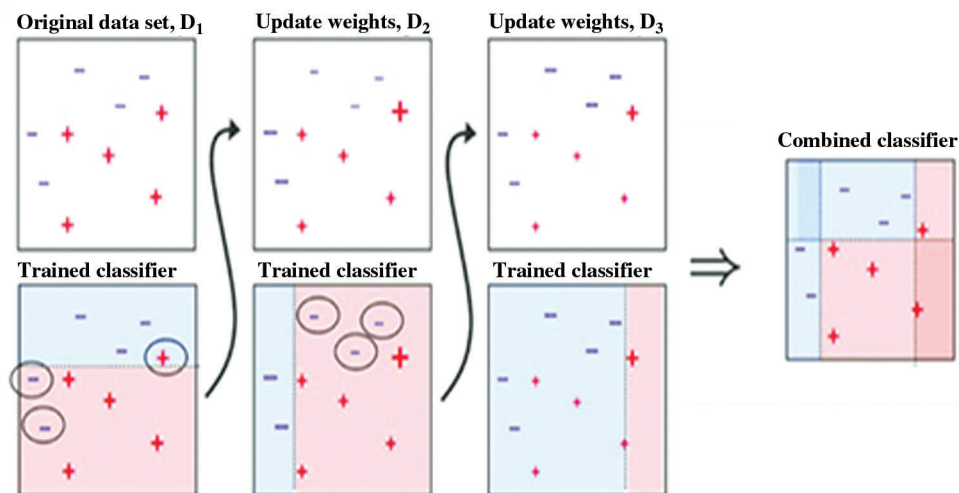 Original data set, D₁
Update weights, D₂
Update weights, D₃
Combined classifier
Trained classifier
Trained classifier
Trained classifier